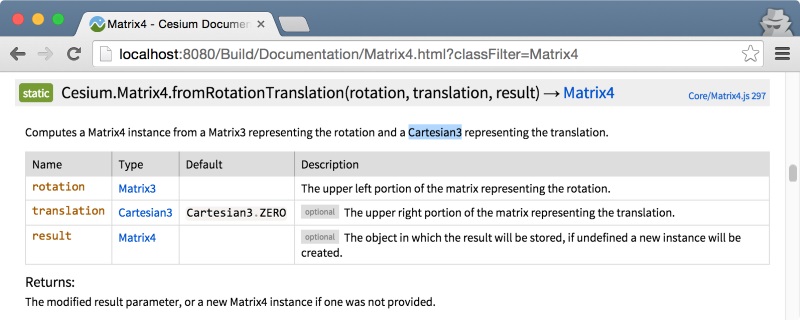 Matrix4 - Cesium Documen
localhost:8080/Build/Documentation/Matrix4.html?classFilter=Matrix4
static Cesium.Matrix4.fromRotationTranslation(rotation, translation, result) → Matrix4 Core/Matrix4.js 297
Computes a Matrix4 instance from a Matrix3 representing the rotation and a Cartesian3 representing the translation.
Name Type Default Description
rotation Matrix3 The upper left portion of the matrix representing the rotation.
translation Cartesian3 Cartesian3.ZERO optional The upper right portion of the matrix representing the translation.
result Matrix4 optional The object in which the result will be stored, if undefined a new instance will be
created.
Returns:
The modified result parameter, or a new Matrix4 instance if one was not provided.